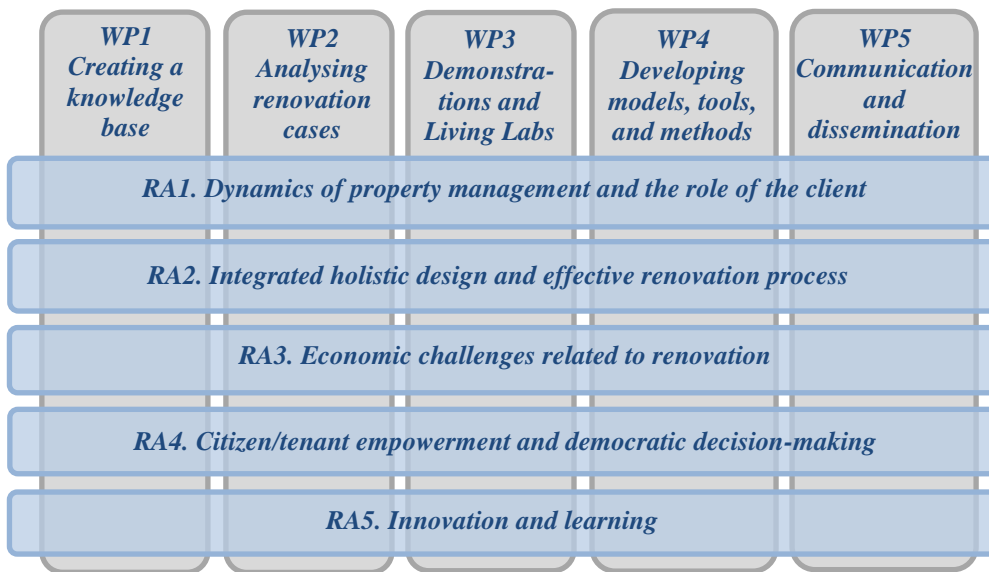 WP1
Creating a
knowledge
base
WP2
Analysing
renovation
cases
WP3
Demonstra-
tions and
Living Labs
WP4
Developing
models, tools,
and methods
WP5
Communication
and
dissemination
RA1. Dynamics of property management and the role of the client
RA2. Integrated holistic design and effective renovation process
RA3. Economic challenges related to renovation
RA4. Citizen/tenant empowerment and democratic decision-making
RA5. Innovation and learning